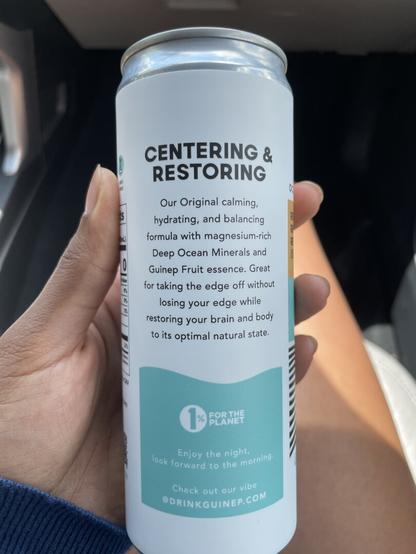 CENTERING &
RESTORING
Our Original calming,
hydrating, and balancing
formula with magnesium-rich
Deep Ocean Minerals and
Guinep Fruit essence. Great
for taking the edge off without
losing your edge while
restoring your brain and body
to its optimal natural state.
1%
FOR THE
PLANET
Enjoy the night,
look forward to the morning.
Check out our vibe
@DRINKGUINEP.COM